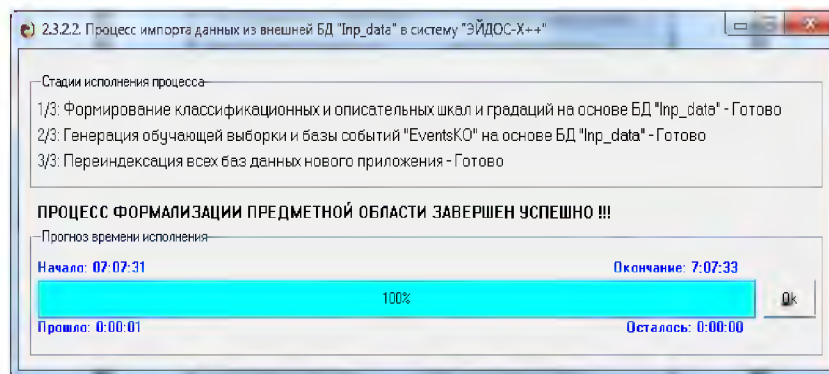 2.3.2.2. Процесс импорта данных из внешней БД "Inp_data" в систему "ЭЙДОС-X++"
Стадии исполнения процесса
1/3: Формирование классификационных и описательных шкал и градаций на основе БД "Inp_data" - Готово
2/3: Генерация обучающей выборки и базы событий "EventsKO" на основе БД "Inp_data" - Готово
3/3: Переиндексация всех баз данных нового приложения - Готово
ПРОЦЕСС ФОРМАЛИЗАЦИИ ПРЕДМЕТНОЙ ОБЛАСТИ ЗАВЕРШЕН УСПЕШНО !!!
Прогноз времени исполнения
Начало: 07:07:31 Окончание: 7:07:33
100% Ok
Прошло: 0:00:01 Осталось: 0:00:00